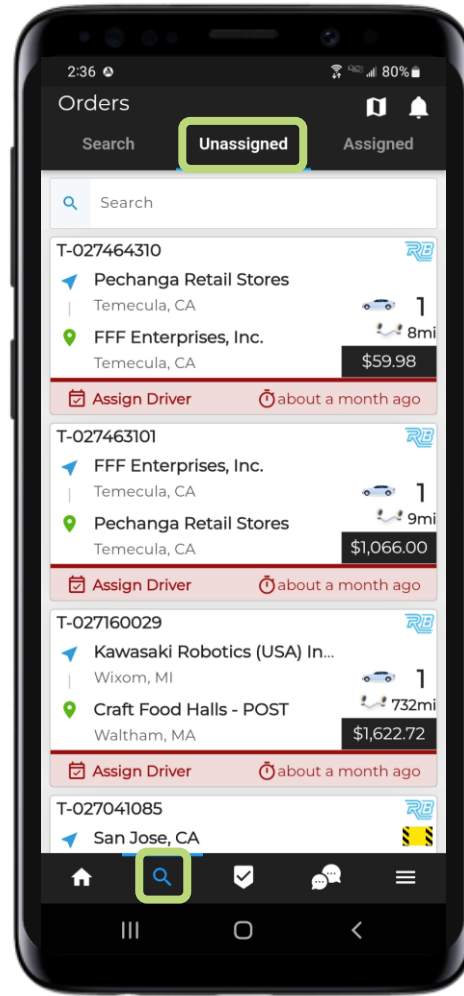 2:36 80%
Orders
Search Unassigned Assigned
Search
T-027464310 RB
Pechanga Retail Stores
Temecula, CA 1
8mi
FFF Enterprises, Inc.
Temecula, CA $59.98
Assign Driver about a month ago
T-027463101 RB
FFF Enterprises, Inc.
Temecula, CA 1
9mi
Pechanga Retail Stores
Temecula, CA $1,066.00
Assign Driver about a month ago
T-027160029 RB
Kawasaki Robotics (USA) In...
Wixom, MI 1
732mi
Craft Food Halls - POST
Waltham, MA $1,622.72
Assign Driver about a month ago
T-027041085 RB
San Jose, CA